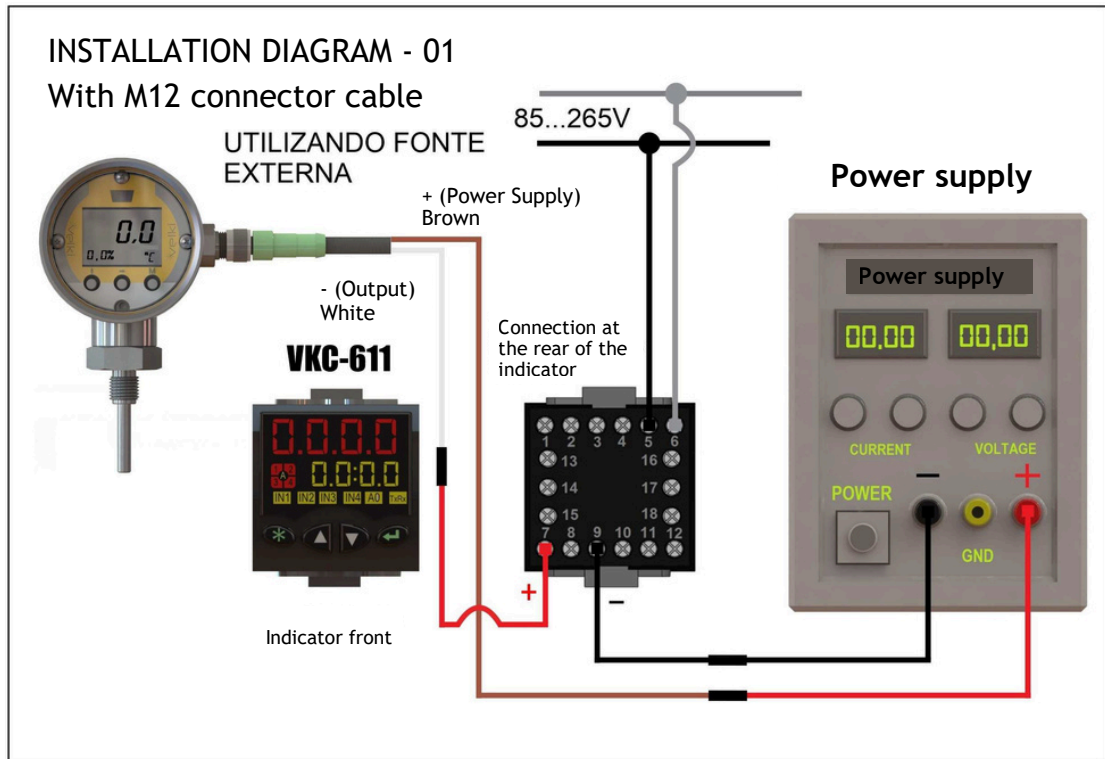 INSTALLATION DIAGRAM - 01
With M12 connector cable
UTILIZANDO FONTE
EXTERNA
85...265V
Power supply
+ (Power Supply)
Brown
- (Output)
White
0.0
0.0% °C
VKC-611
Connection at
the rear of the
indicator
Power supply
00.00 00,00
CURRENT VOLTAGE
POWER
- +
GND
0.0.0.0
0.0:0.0
IN1 IN2 IN3 IN4 A0 TxRx
1 2 3 4 5 6
13 16
14 17
15 18
7 8 9 10 11 12
+ -
Indicator front